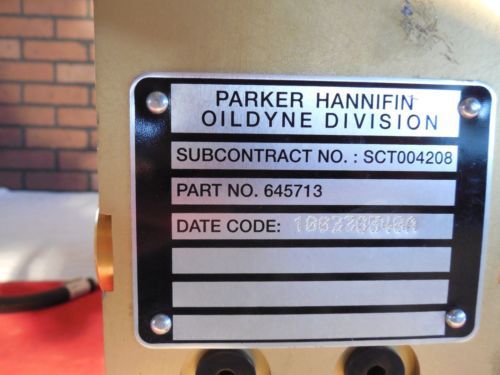 PARKER HANNIFIN
OILDYNE DIVISION
SUBCONTRACT NO. : SCT004208
PART NO. 645713
DATE CODE: